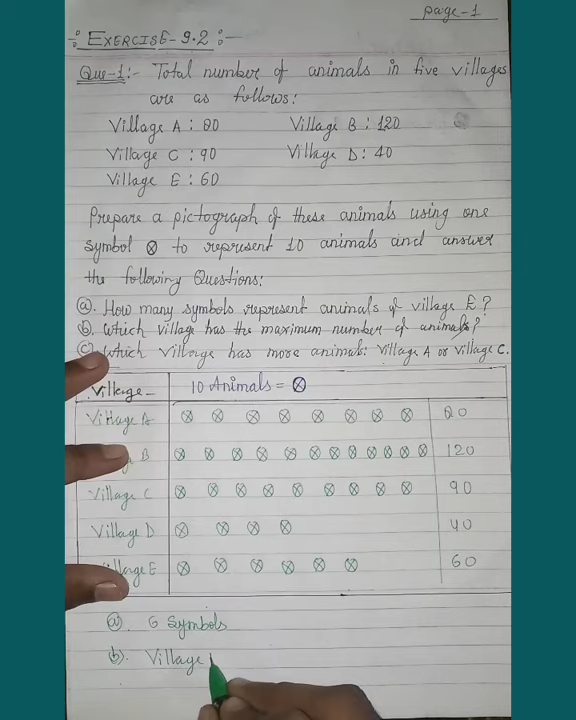 page-1
÷ EXERCISE-9.2 :-
Que-1:- Total number of animals in five villages
are as follows:
Village A : 80 Village B : 120
Village C : 90 Village D : 40
Village E : 60
Prepare a pictograph of these animals using one
symbol ⊗ to represent 10 animals and answer
the following Questions:
(a). How many symbols represent animals of village E?
(b). Which village has the maximum number of animals?
(c). Which village has more animals: village A or village C.
Village 10 Animals = ⊗
Village A ⊗ ⊗ ⊗ ⊗ ⊗ ⊗ ⊗ ⊗ 80
B ⊗ ⊗ ⊗ ⊗ ⊗ ⊗ ⊗ ⊗ ⊗ ⊗ ⊗ ⊗ 120
Village C ⊗ ⊗ ⊗ ⊗ ⊗ ⊗ ⊗ ⊗ ⊗ 90
Village D ⊗ ⊗ ⊗ ⊗ 40
Village E ⊗ ⊗ ⊗ ⊗ ⊗ ⊗ 60
(a). 6 Symbols
(b). Village